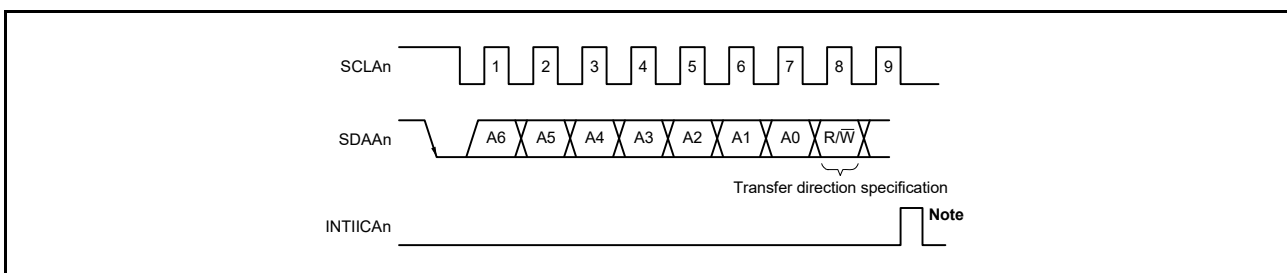 SCLAn 1 2 3 4 5 6 7 8 9
SDAAn A6 A5 A4 A3 A2 A1 A0 R/W̅
Transfer direction specification
INTIICAn Note